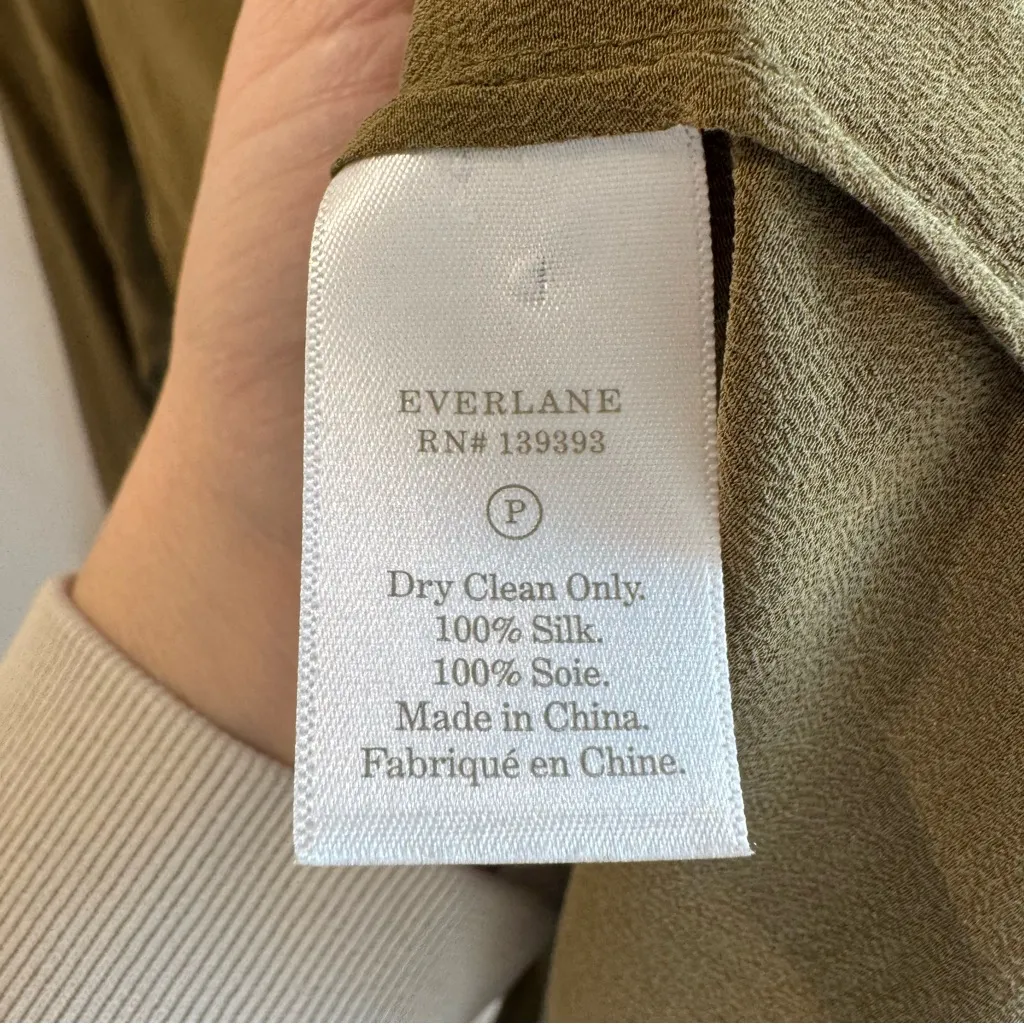 EVERLANE
RN# 139393
P
Dry Clean Only.
100% Silk.
100% Soie.
Made in China.
Fabriqué en Chine.